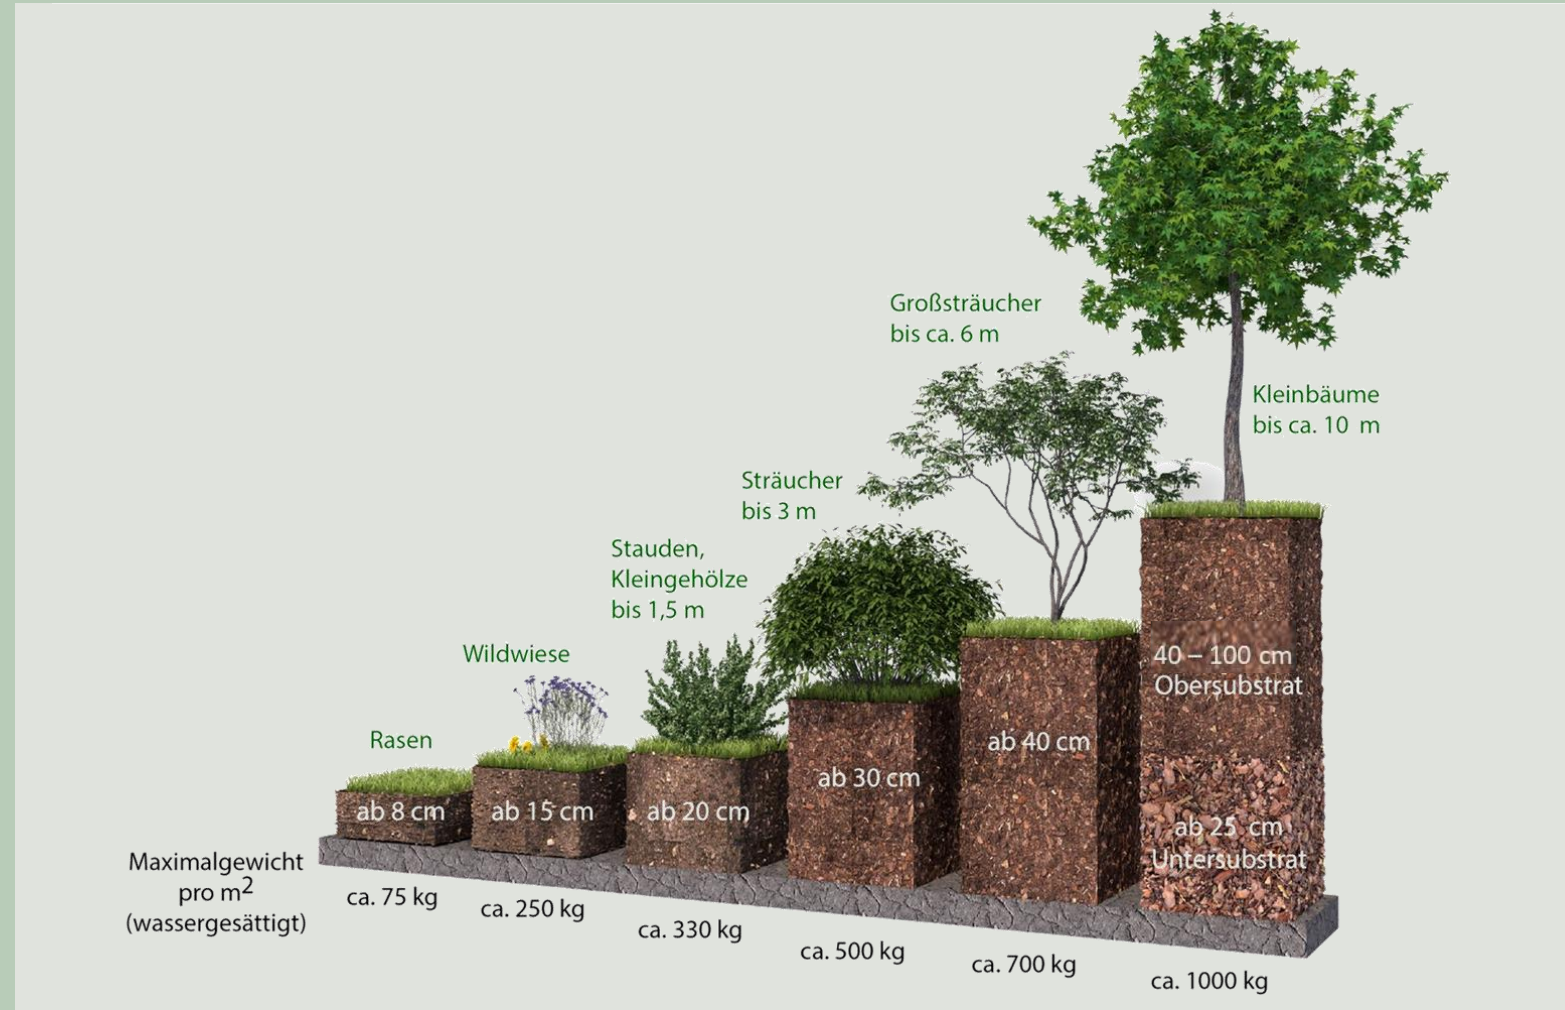 Großsträucher
bis ca. 6 m
Kleinbäume
bis ca. 10 m
Sträucher
bis 3 m
Stauden,
Kleingehölze
bis 1,5 m
Wildwiese
Rasen
40 – 100 cm
Obersubstrat
ab 8 cm
ab 15 cm
ab 20 cm
ab 30 cm
ab 40 cm
ab 25 cm
Untersubstrat
Maximalgewicht
pro m²
(wassergesättigt)
ca. 75 kg
ca. 250 kg
ca. 330 kg
ca. 500 kg
ca. 700 kg
ca. 1000 kg